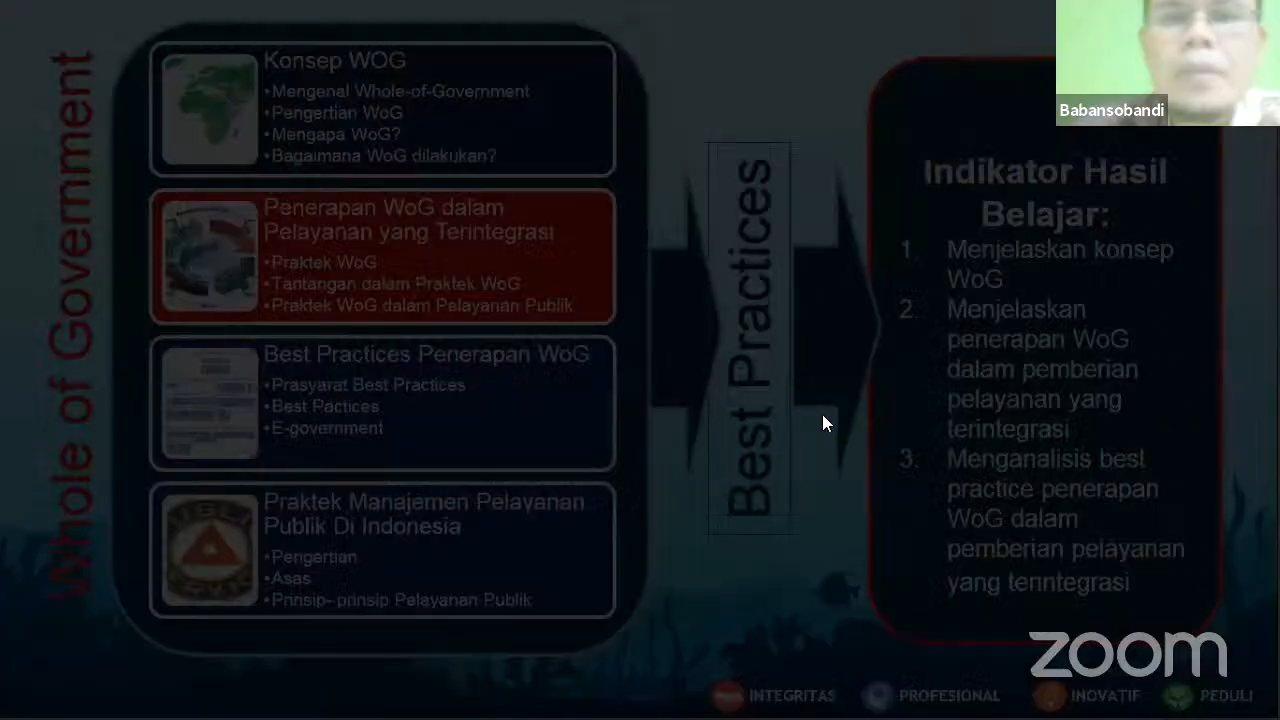 Whole of Government
Konsep WOG
•Mengenal Whole-of-Government
•Pengertian WoG
•Mengapa WoG?
•Bagaimana WoG dilakukan?
Penerapan WoG dalam
Pelayanan yang Terintegrasi
•Praktek WoG
•Tantangan dalam Praktek WoG
•Praktek WoG dalam Pelayanan Publik
Best Practices Penerapan WoG
•Prasyarat Best Practices
•Best Pactices
•E-government
Praktek Manajemen Pelayanan
Publik Di Indonesia
•Pengertian
•Asas
•Prinsip- prinsip Pelayanan Publik
Best Practices
Babansobandi
Indikator Hasil
Belajar:
1. Menjelaskan konsep
WoG
2. Menjelaskan
penerapan WoG
dalam pemberian
pelayanan yang
terintegrasi
3. Menganalisis best
practice penerapan
WoG dalam
pemberian pelayanan
yang terintegrasi
zoom
INTEGRITAS PROFESIONAL INOVATIF PEDULI